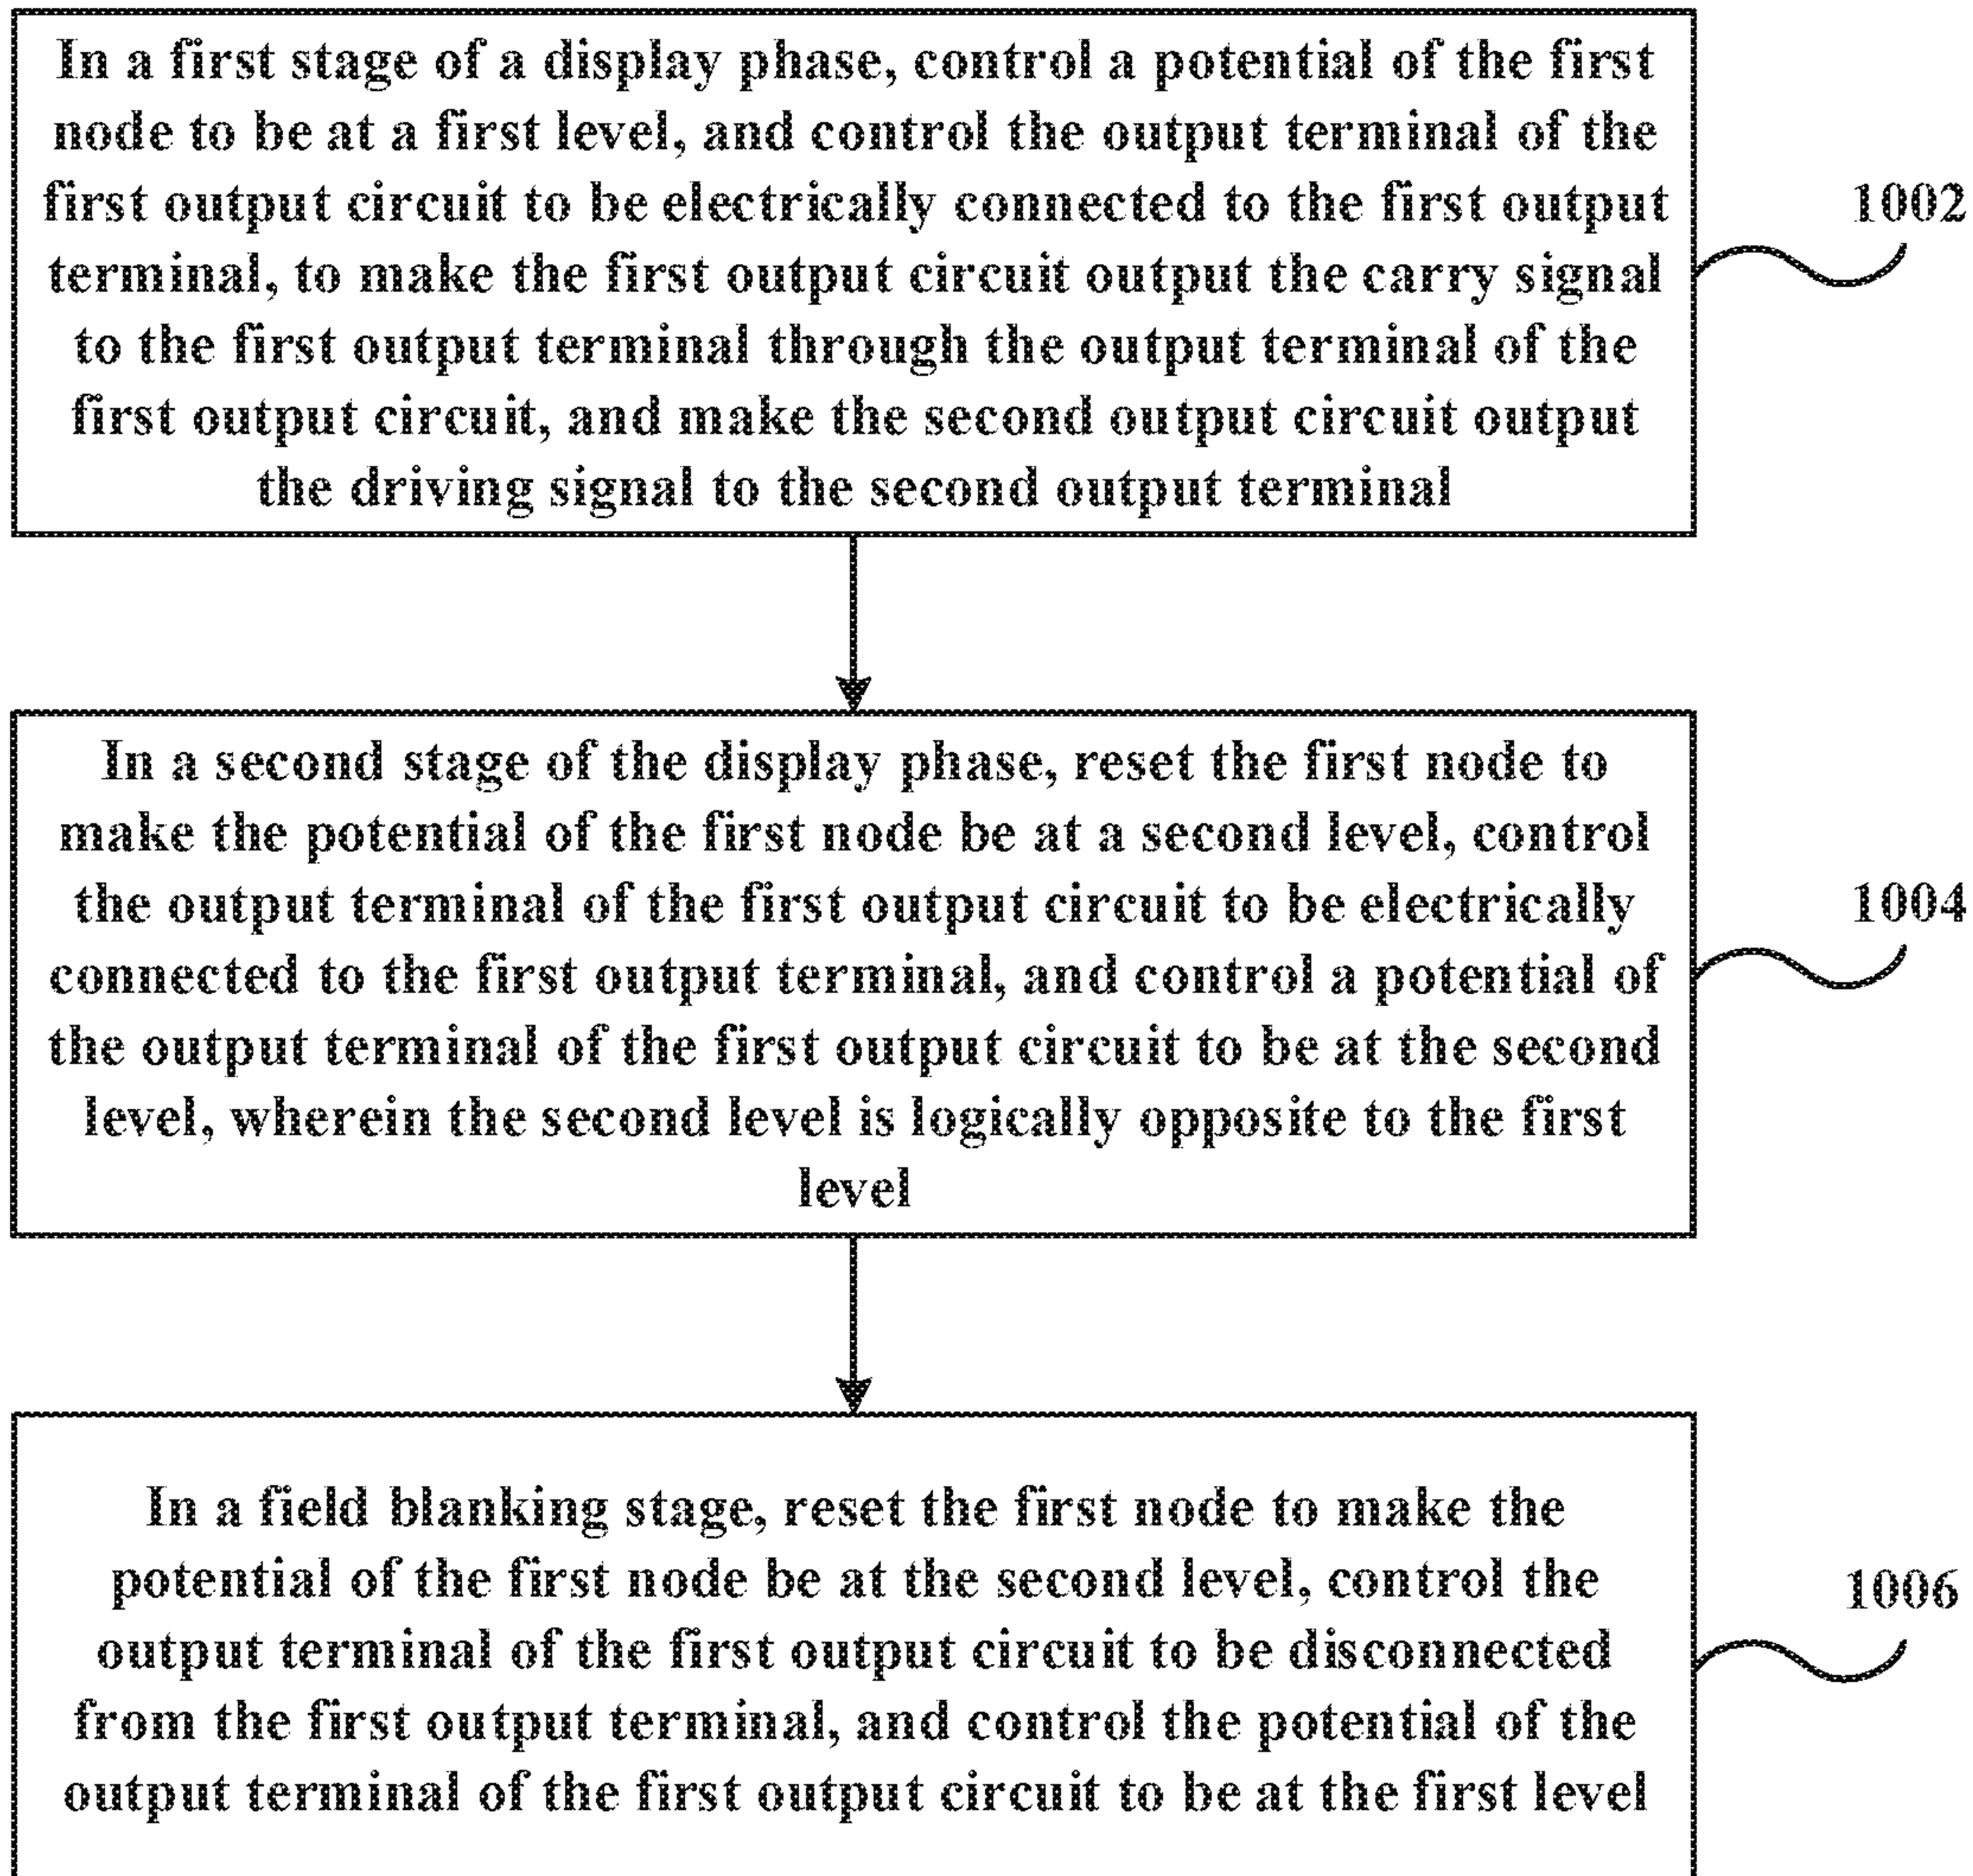 In a first stage of a display phase, control a potential of the first
node to be at a first level, and control the output terminal of the
first output circuit to be electrically connected to the first output
terminal, to make the first output circuit output the carry signal
to the first output terminal through the output terminal of the
first output circuit, and make the second output circuit output
the driving signal to the second output terminal
1002
In a second stage of the display phase, reset the first node to
make the potential of the first node be at a second level, control
the output terminal of the first output circuit to be electrically
connected to the first output terminal, and control a potential of
the output terminal of the first output circuit to be at the second
level, wherein the second level is logically opposite to the first
level
1004
In a field blanking stage, reset the first node to make the
potential of the first node be at the second level, control the
output terminal of the first output circuit to be disconnected
from the first output terminal, and control the potential of the
output terminal of the first output circuit to be at the first level
1006